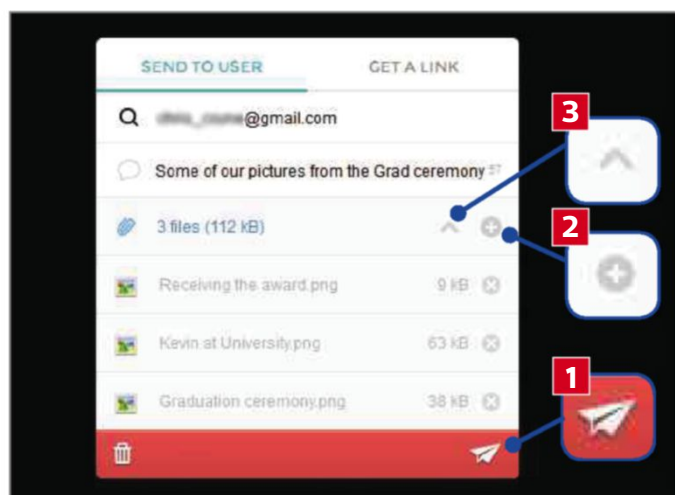 SEND TO USER GET A LINK
@gmail.com
Some of our pictures from the Grad ceremony 57
3 files (112 kB)
Receiving the award.png 9 kB
Kevin at University.png 63 kB
Graduation ceremony.png 38 kB
3
2
1